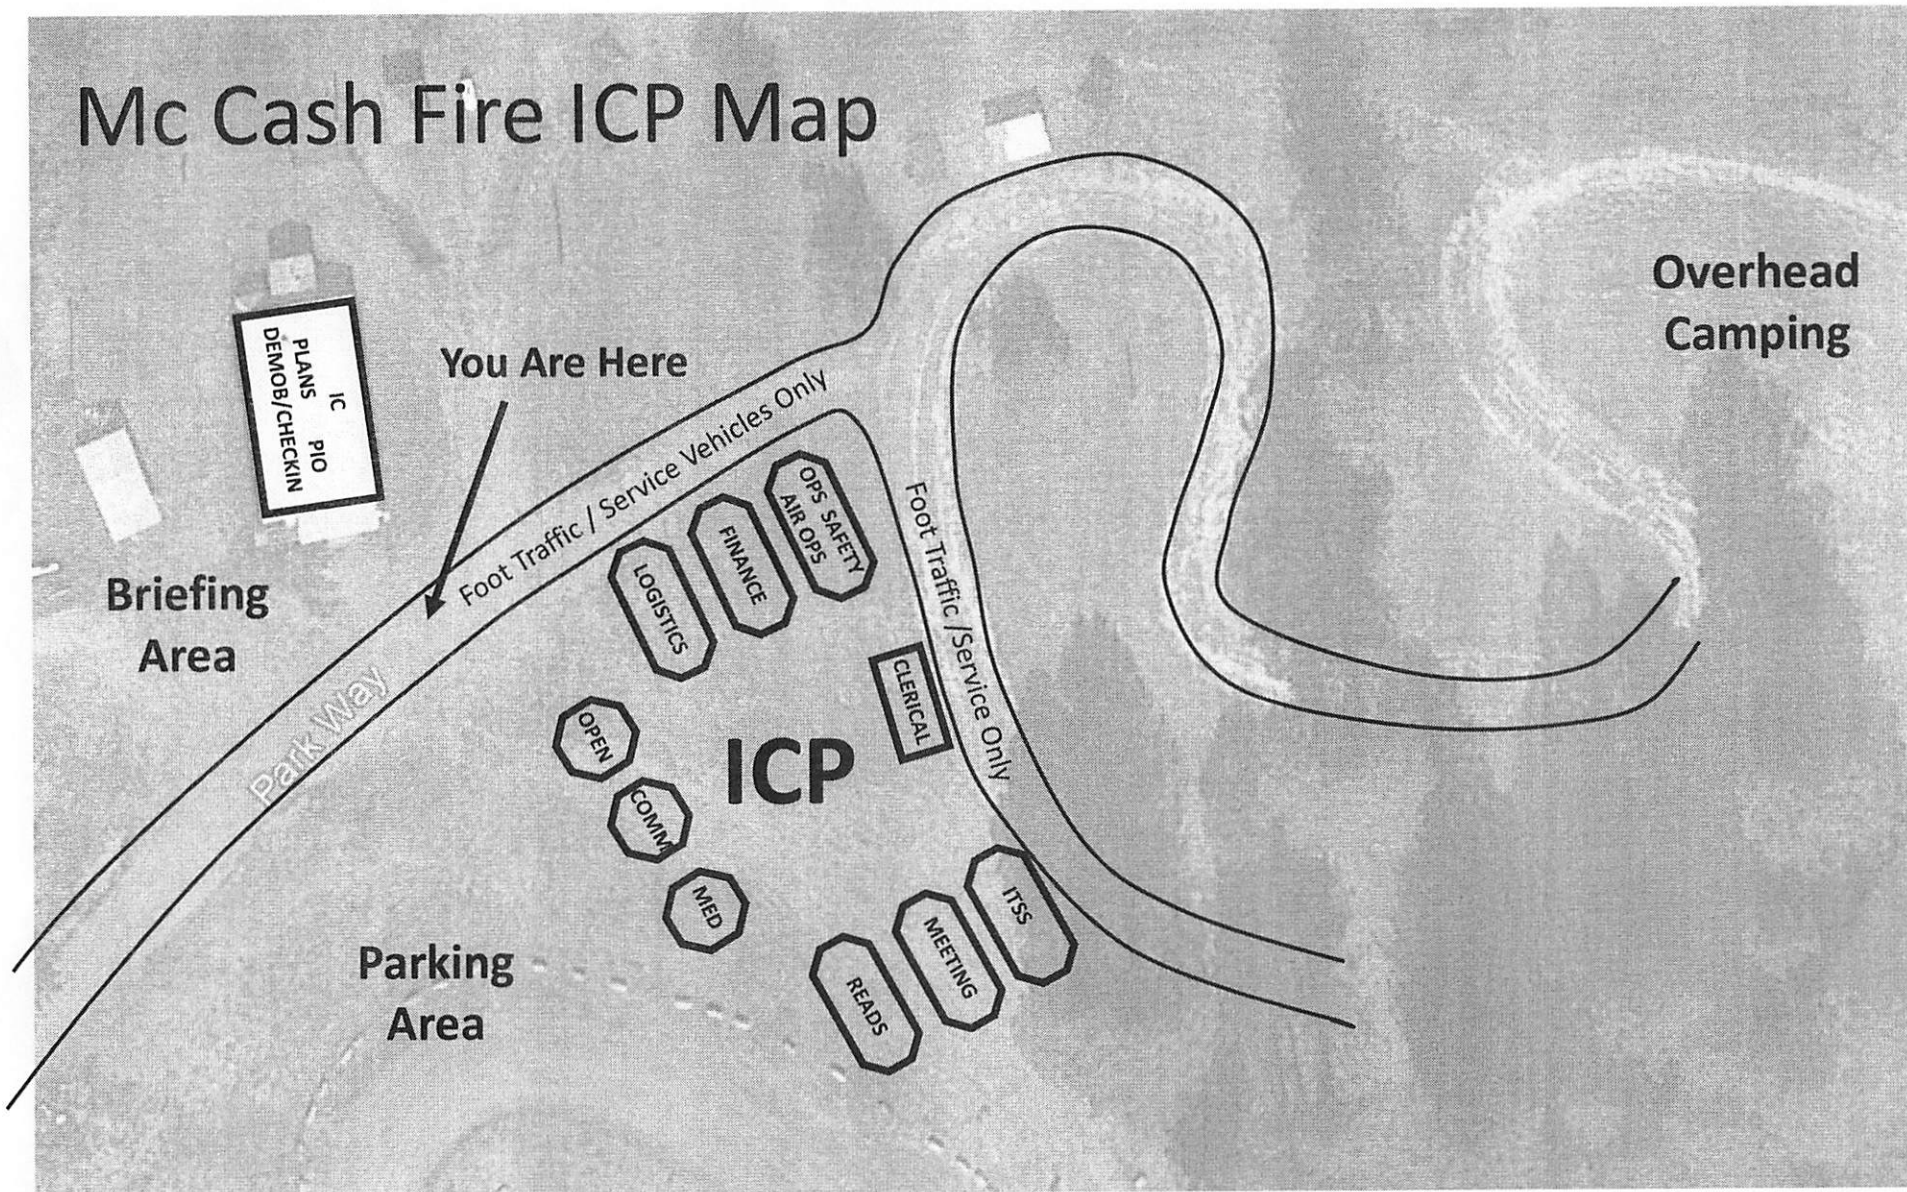 Mc Cash Fire ICP Map
Overhead
Camping
IC PIO
PLANS
DEMOB/CHECKIN
You Are Here
Foot Traffic / Service Vehicles Only
OPS SAFETY
AIR OPS
FINANCE
LOGISTICS
Foot Traffic /Service Only
Briefing
Area
Park Way
CLERICAL
OPEN
ICP
COMM
MED
ITSS
MEETING
READS
Parking
Area